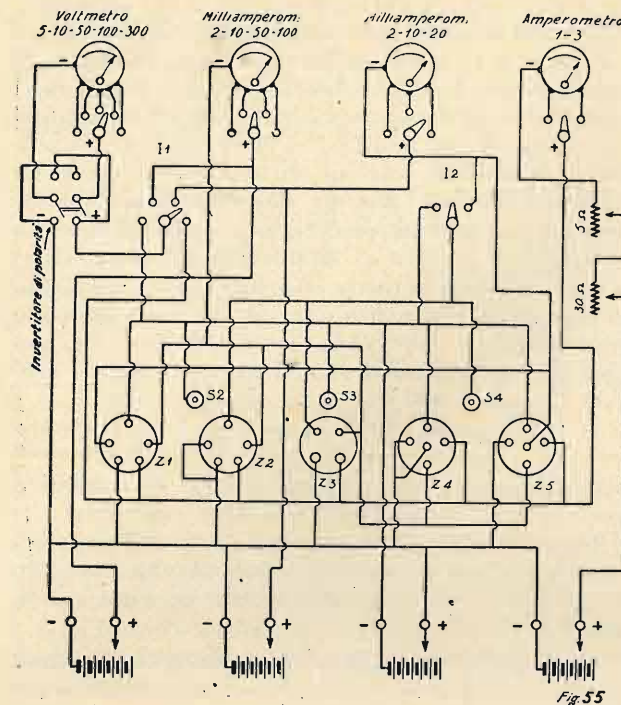 Voltmetro
5-10-50-100-300
Milliamperom.
2-10-50-100
Milliamperom.
2-10-20
Amperometro
1-3
-
-
-
-
+
+
+
+
I1
I2
-
+
5 Ω
30 Ω
Invertitore di polarità
S2
S3
S4
Z1
Z2
Z3
Z4
Z5
- +
- +
- +
- +
Fig. 55